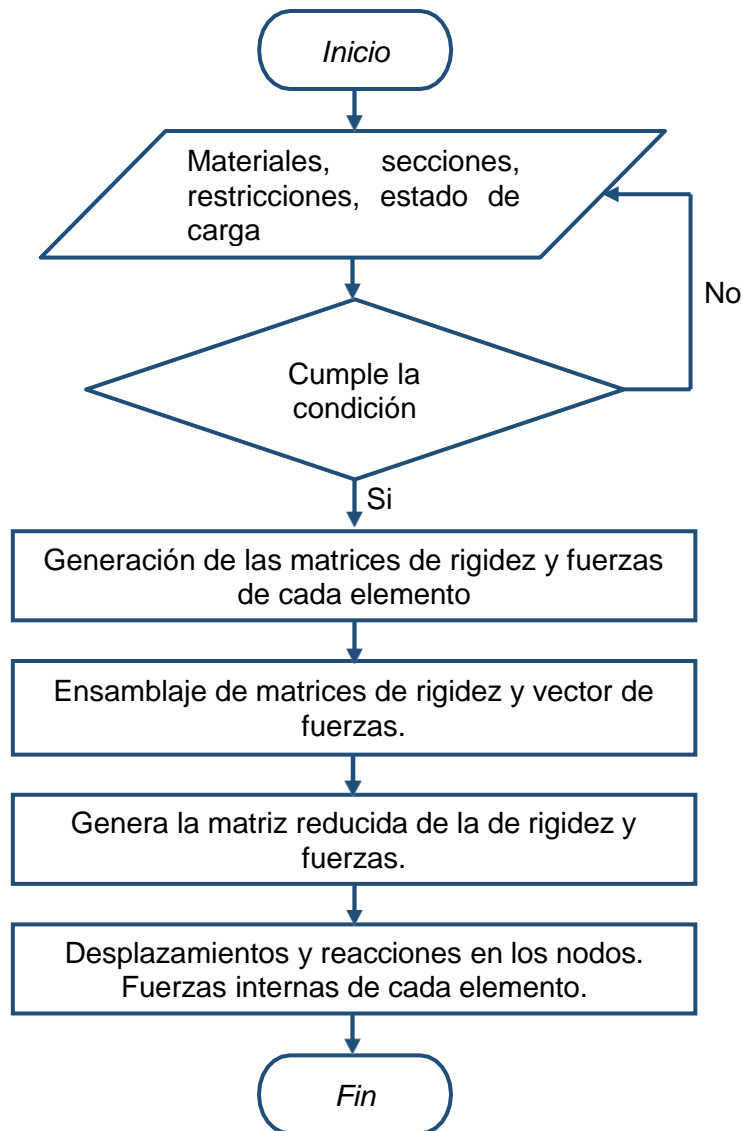 Inicio
Materiales, secciones,
restricciones, estado de
carga
No
Cumple la
condición
Si
Generación de las matrices de rigidez y fuerzas
de cada elemento
Ensamblaje de matrices de rigidez y vector de
fuerzas.
Genera la matriz reducida de la de rigidez y
fuerzas.
Desplazamientos y reacciones en los nodos.
Fuerzas internas de cada elemento.
Fin